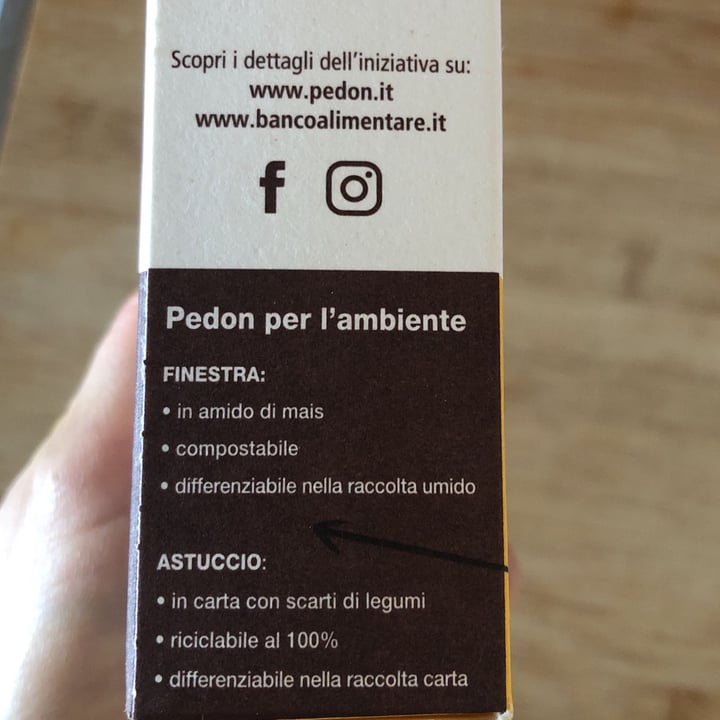 Scopri i dettagli dell'iniziativa su:
www.pedon.it
www.bancoalimentare.it
Pedon per l'ambiente
FINESTRA:
• in amido di mais
• compostabile
• differenziabile nella raccolta umido
ASTUCCIO:
• in carta con scarti di legumi
• riciclabile al 100%
• differenziabile nella raccolta carta